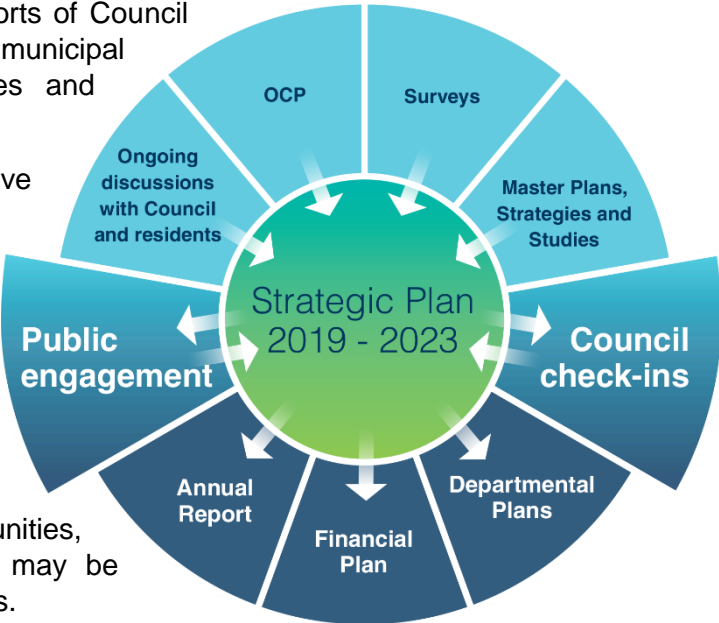 orts of Council
municipal
es and
ve
OCP
Surveys
Ongoing
discussions
with Council
and residents
Master Plans,
Strategies and
Studies
Strategic Plan
2019 - 2023
Public
engagement
Council
check-ins
Annual
Report
Financial
Plan
Departmental
Plans
unities,
may be
s.